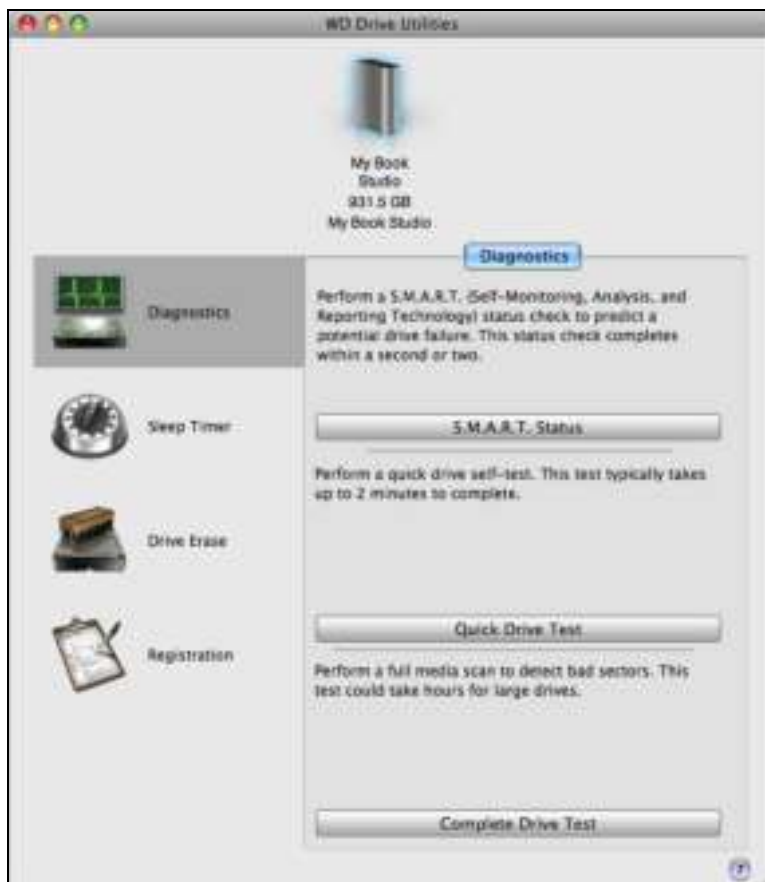 WD Drive Utilities
My Book
Studio
931.5 GB
My Book Studio
Diagnostics
Diagnostics
Perform a S.M.A.R.T. (Self-Monitoring, Analysis, and
Reporting Technology) status check to predict a
potential drive failure. This status check completes
within a second or two.
S.M.A.R.T. Status
Sleep Timer
Perform a quick drive self-test. This test typically takes
up to 2 minutes to complete.
Drive Erase
Quick Drive Test
Registration
Perform a full media scan to detect bad sectors. This
test could take hours for large drives.
Complete Drive Test
?